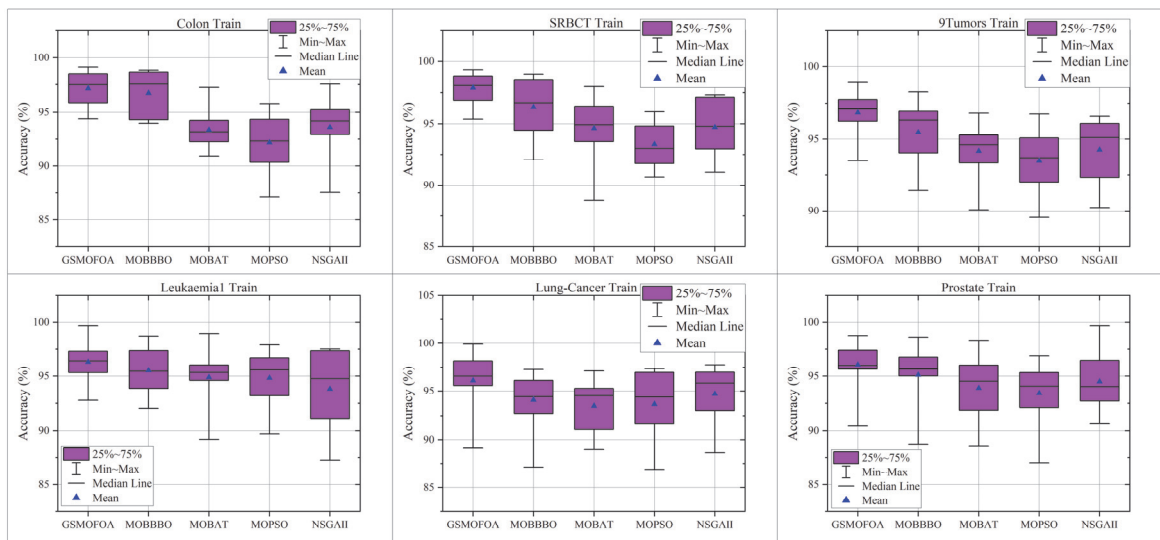 Colon Train
25%~75%
Min~Max
Median Line
Mean
Accuracy (%)
100
95
90
85
GSMOFOA MOBBBO MOBAT MOPSO NSGAII
SRBCT Train
25%~75%
Min~Max
Median Line
Mean
Accuracy (%)
100
95
90
85
GSMOFOA MOBBBO MOBAT MOPSO NSGAII
9Tumors Train
25%~75%
Min~Max
Median Line
Mean
Accuracy (%)
100
95
90
GSMOFOA MOBBBO MOBAT MOPSO NSGAII
Leukaemia1 Train
Accuracy (%)
100
95
90
85
25%~75%
Min~Max
Median Line
Mean
GSMOFOA MOBBBO MOBAT MOPSO NSGAII
Lung-Cancer Train
25%~75%
Min~Max
Median Line
Mean
Accuracy (%)
105
100
95
90
85
GSMOFOA MOBBBO MOBAT MOPSO NSGAII
Prostate Train
Accuracy (%)
100
95
90
85
25%~75%
Min~Max
Median Line
Mean
GSMOFOA MOBBBO MOBAT MOPSO NSGAII